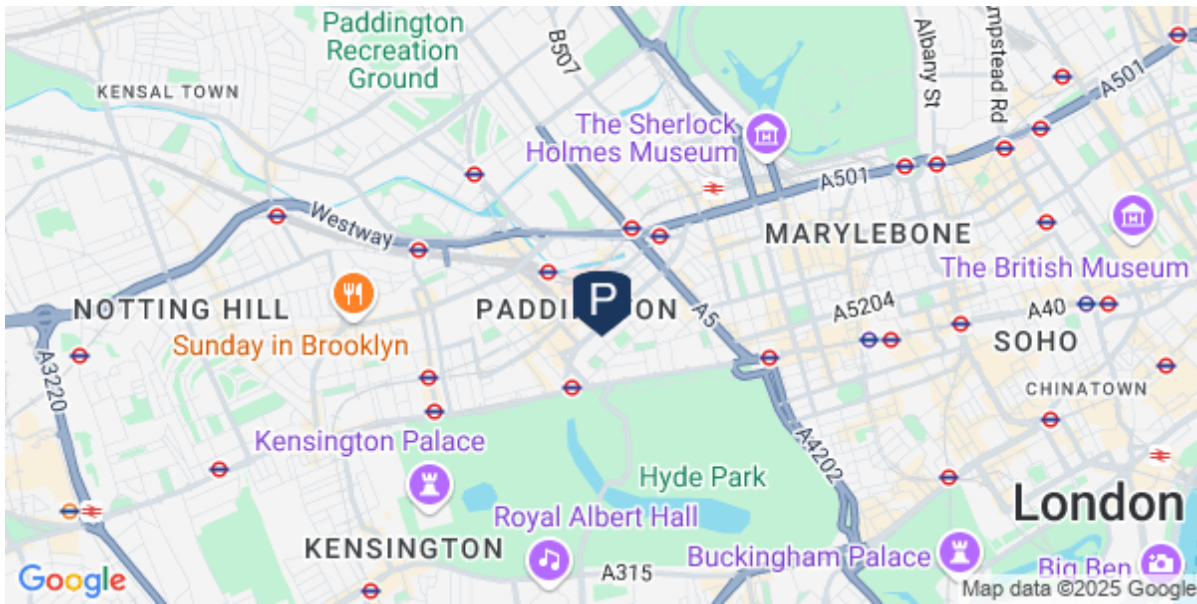 Paddington
Recreation
Ground
B507
Albany St
mpstead Rd
A501
KENSAL TOWN
The Sherlock
Holmes Museum
A501
Westway
MARYLEBONE
The British Museum
NOTTING HILL
PADDI
TON
P
A5
A5204
A40
SOHO
Sunday in Brooklyn
A3220
CHINATOWN
Kensington Palace
A4202
Hyde Park
London
Royal Albert Hall
KENSINGTON
Buckingham Palace
Big Ben
A315
Google
Map data ©2025 Google